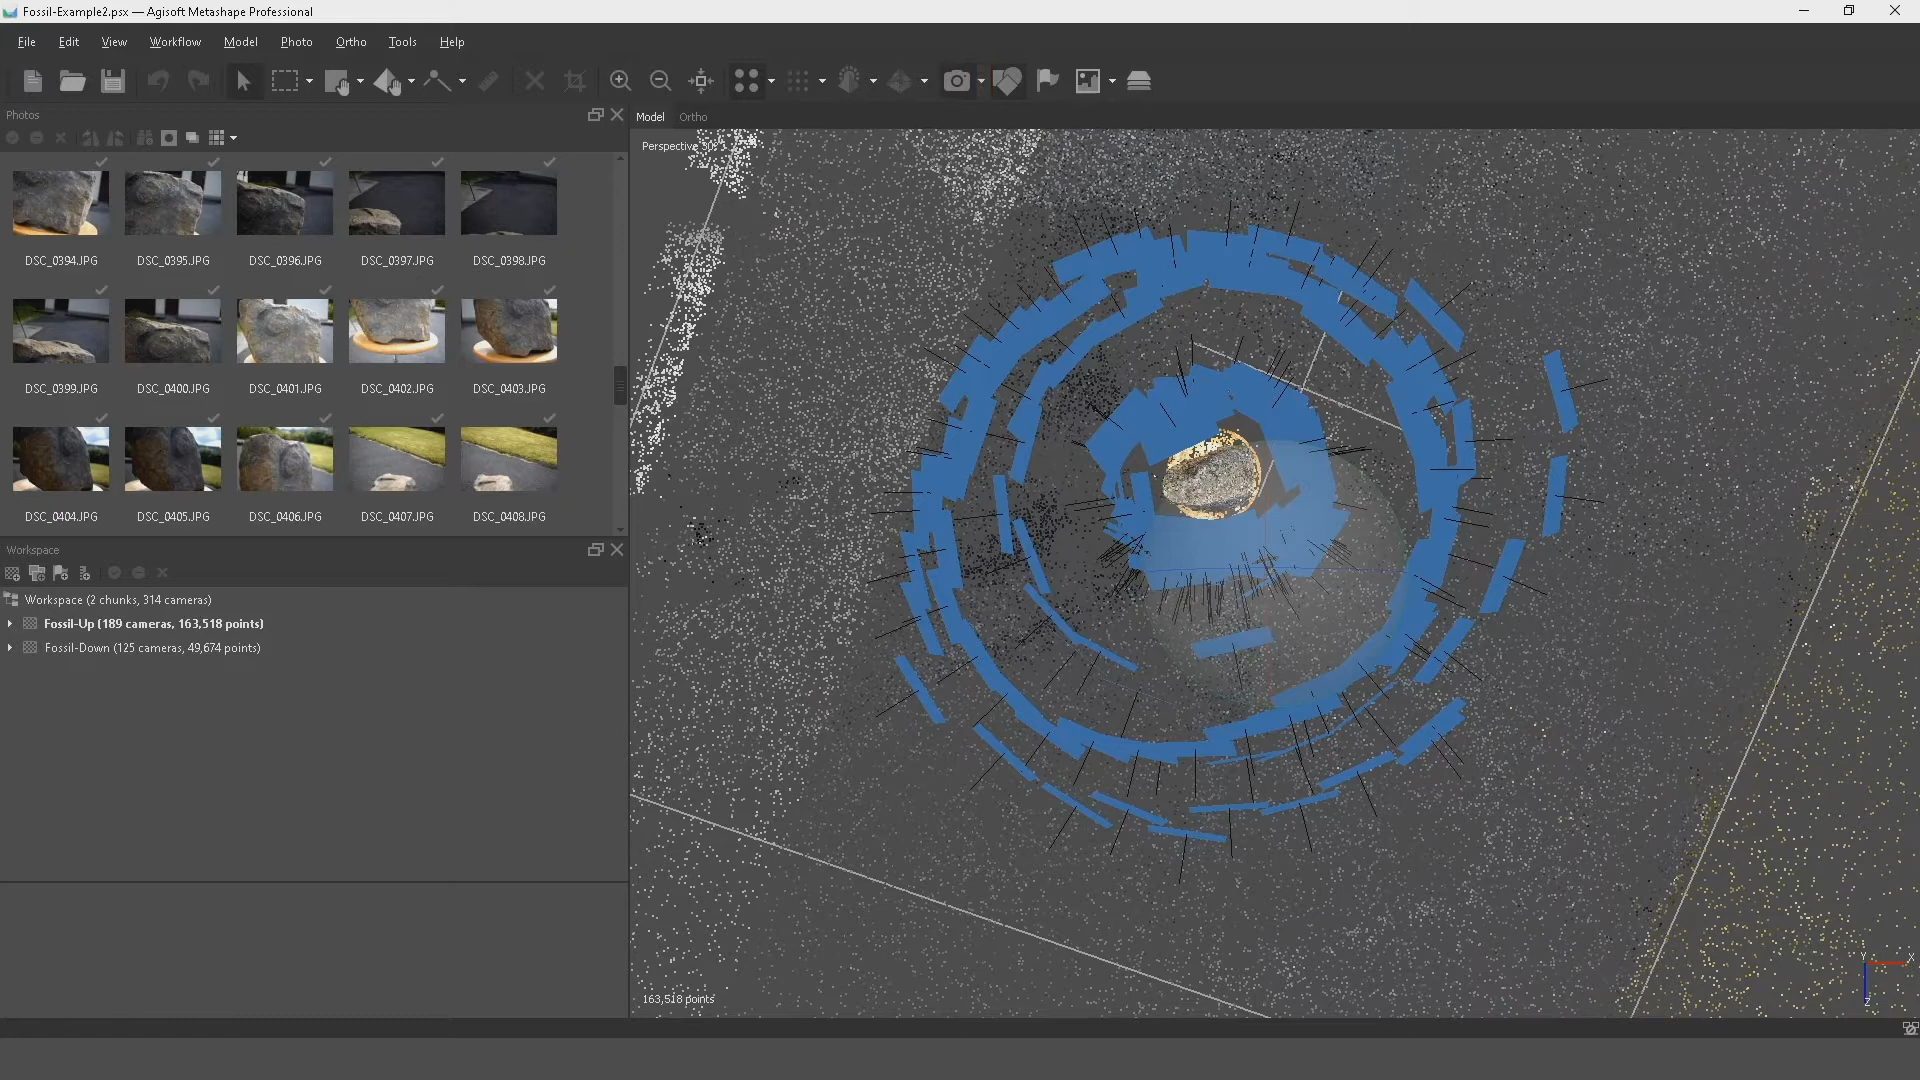 Fossil-Example2.psx — Agisoft Metashape Professional
File Edit View Workflow Model Photo Ortho Tools Help
Photos
DSC_0394.JPG DSC_0395.JPG DSC_0396.JPG DSC_0397.JPG DSC_0398.JPG
DSC_0399.JPG DSC_0400.JPG DSC_0401.JPG DSC_0402.JPG DSC_0403.JPG
DSC_0404.JPG DSC_0405.JPG DSC_0406.JPG DSC_0407.JPG DSC_0408.JPG
Workspace
Workspace (2 chunks, 314 cameras)
Fossil-Up (189 cameras, 163,518 points)
Fossil-Down (125 cameras, 49,674 points)
Model Ortho
Perspective 30°
163,518 points
Y
X
Z